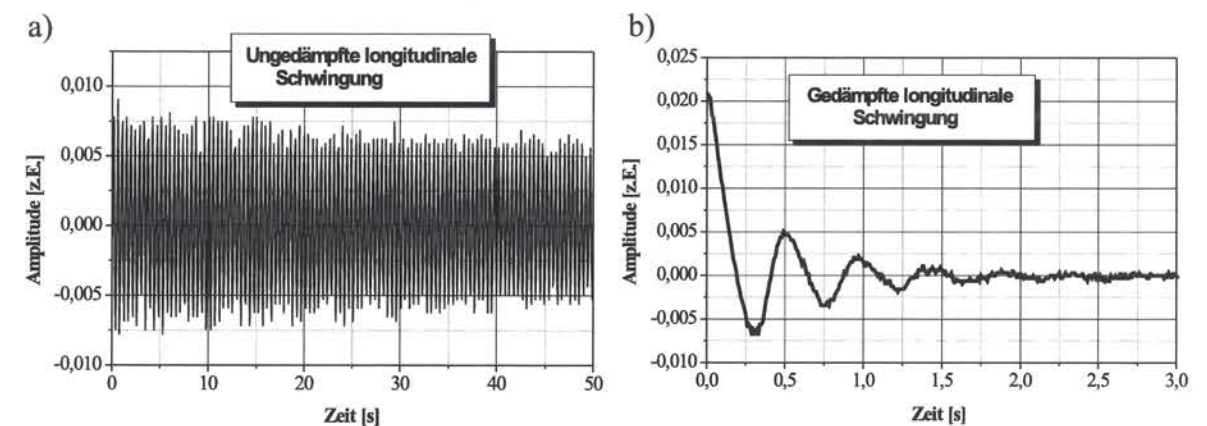 a)
Ungedämpfte longitudinale
Schwingung
0,010
0,005
0,000
-0,005
-0,010
Amplitude [z.E.]
0 10 20 30 40 50
Zeit [s]
b)
Gedämpfte longitudinale
Schwingung
0,025
0,020
0,015
0,010
0,005
0,000
-0,005
-0,010
Amplitude [z.E.]
0,0 0,5 1,0 1,5 2,0 2,5 3,0
Zeit [s]